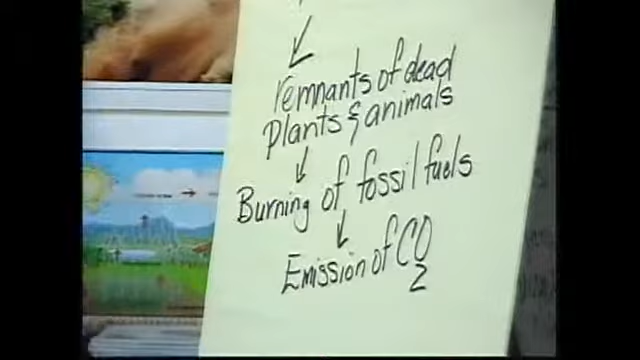 remnants of dead
Plants & animals
Burning of fossil fuels
Emission of CO2